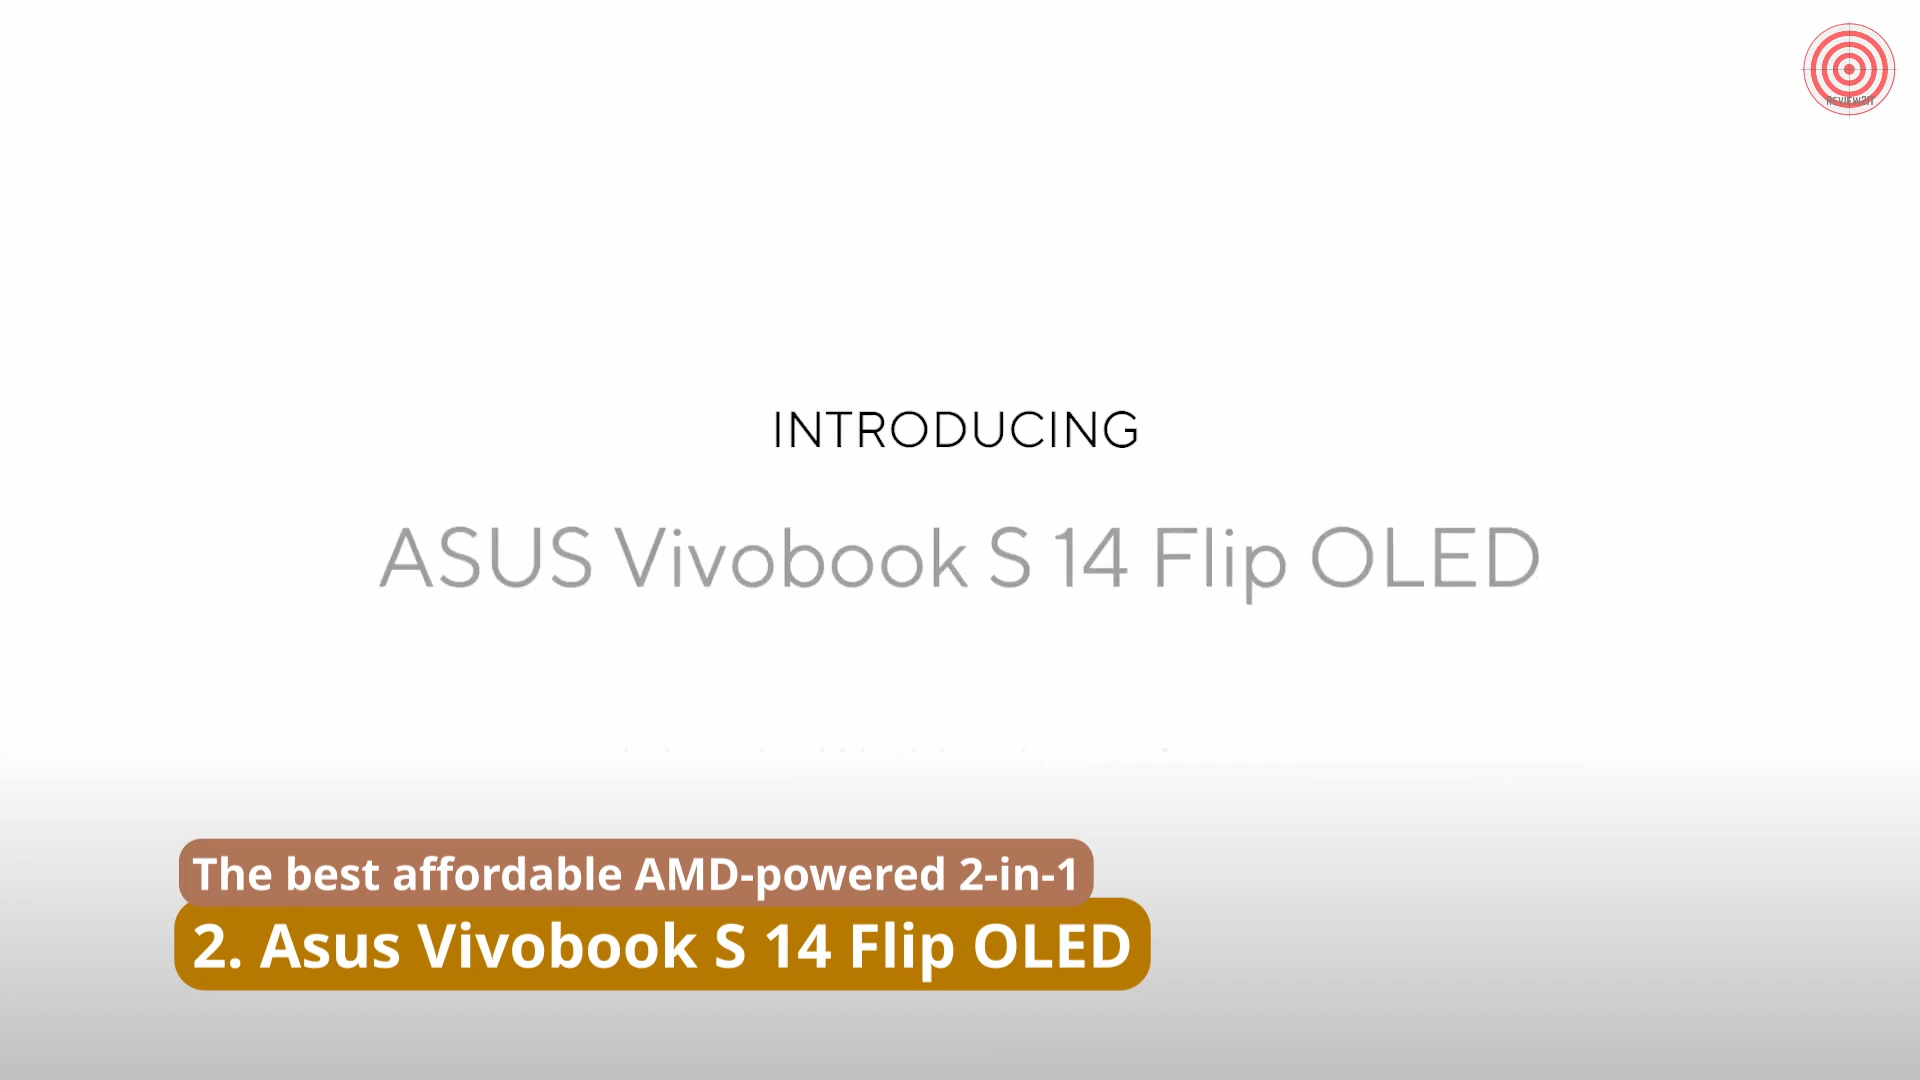 INTRODUCING
ASUS Vivobook S 14 Flip OLED
The best affordable AMD-powered 2-in-1
2. Asus Vivobook S 14 Flip OLED